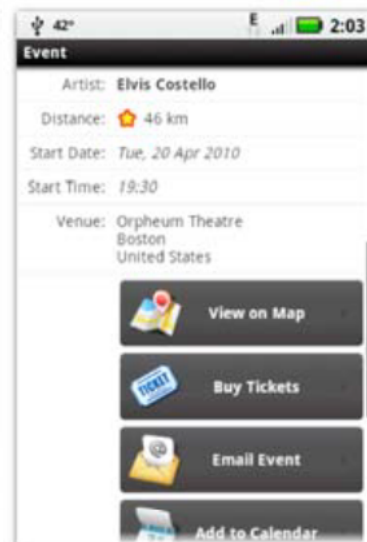 42°
E
2:03
Event
Artist: Elvis Costello
Distance: 46 km
Start Date: Tue, 20 Apr 2010
Start Time: 19:30
Venue: Orpheum Theatre
Boston
United States
View on Map
TICKET
Buy Tickets
@
Email Event
Add to Calendar